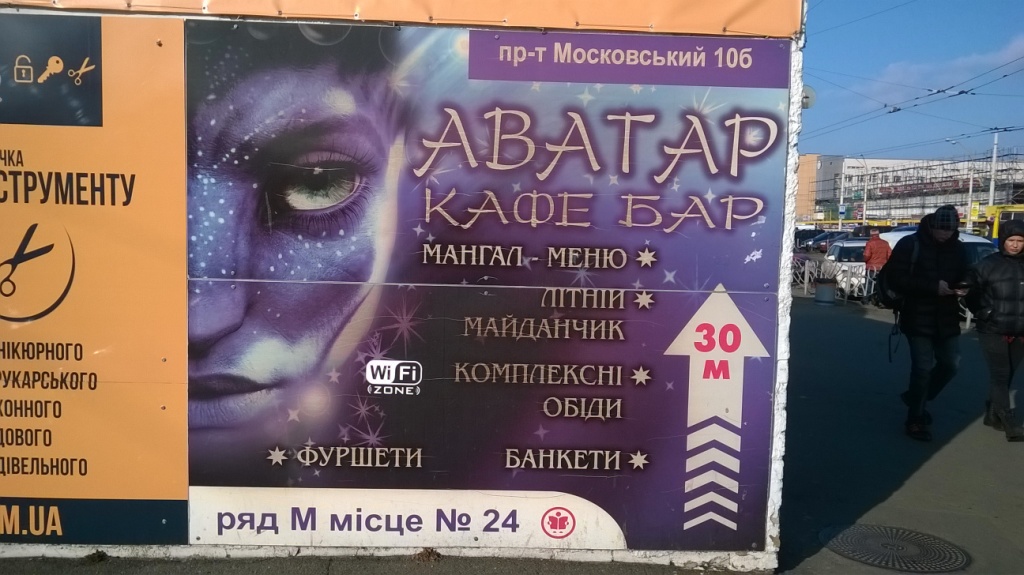 пр-т Московський 10б
АВАТАР
КАФЕ БАР
МАНГАЛ - МЕНЮ
ЛІТНІЙ
МАЙДАНЧИК
30
М
WiFi
ZONE
КОМПЛЕКСНІ
ОБІДИ
ФУРШЕТИ
БАНКЕТИ
ряд М місце № 24
ЧКА
СТРУМЕНТУ
НІКЮРНОГО
РУКАРСЬКОГО
КОННОГО
ДОВОГО
ДІВЕЛЬНОГО
M.UA